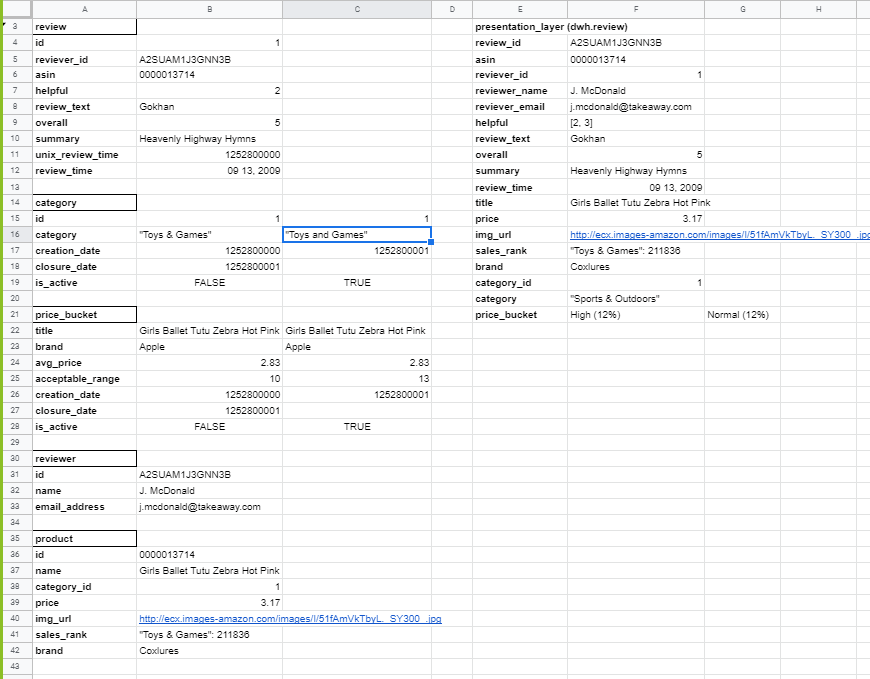 A B C D E F G H
3 review presentation_layer (dwh.review)
4 id 1 review_id A2SUAM1J3GNN3B
5 reviever_id A2SUAM1J3GNN3B asin 0000013714
6 asin 0000013714 reviever_id 1
7 helpful 2 reviewer_name J. McDonald
8 review_text Gokhan reviever_email j.mcdonald@takeaway.com
9 overall 5 helpful [2, 3]
10 summary Heavenly Highway Hymns review_text Gokhan
11 unix_review_time 1252800000 overall 5
12 review_time 09 13, 2009 summary Heavenly Highway Hymns
13 review_time 09 13, 2009
14 category title Girls Ballet Tutu Zebra Hot Pink
15 id 1 1 price 3.17
16 category "Toys & Games" "Toys and Games" img_url http://ecx.images-amazon.com/images/I/51fAmVkTbyL._SY300_.jpg
17 creation_date 1252800000 1252800001 sales_rank "Toys & Games": 211836
18 closure_date 1252800001 brand Coxlures
19 is_active FALSE TRUE category_id 1
20 category "Sports & Outdoors"
21 price_bucket price_bucket High (12%) Normal (12%)
22 title Girls Ballet Tutu Zebra Hot Pink Girls Ballet Tutu Zebra Hot Pink
23 brand Apple Apple
24 avg_price 2.83 2.83
25 acceptable_range 10 13
26 creation_date 1252800000 1252800001
27 closure_date 1252800001
28 is_active FALSE TRUE
29
30 reviewer
31 id A2SUAM1J3GNN3B
32 name J. McDonald
33 email_address j.mcdonald@takeaway.com
34
35 product
36 id 0000013714
37 name Girls Ballet Tutu Zebra Hot Pink
38 category_id 1
39 price 3.17
40 img_url http://ecx.images-amazon.com/images/I/51fAmVkTbyL._SY300_.jpg
41 sales_rank "Toys & Games": 211836
42 brand Coxlures
43